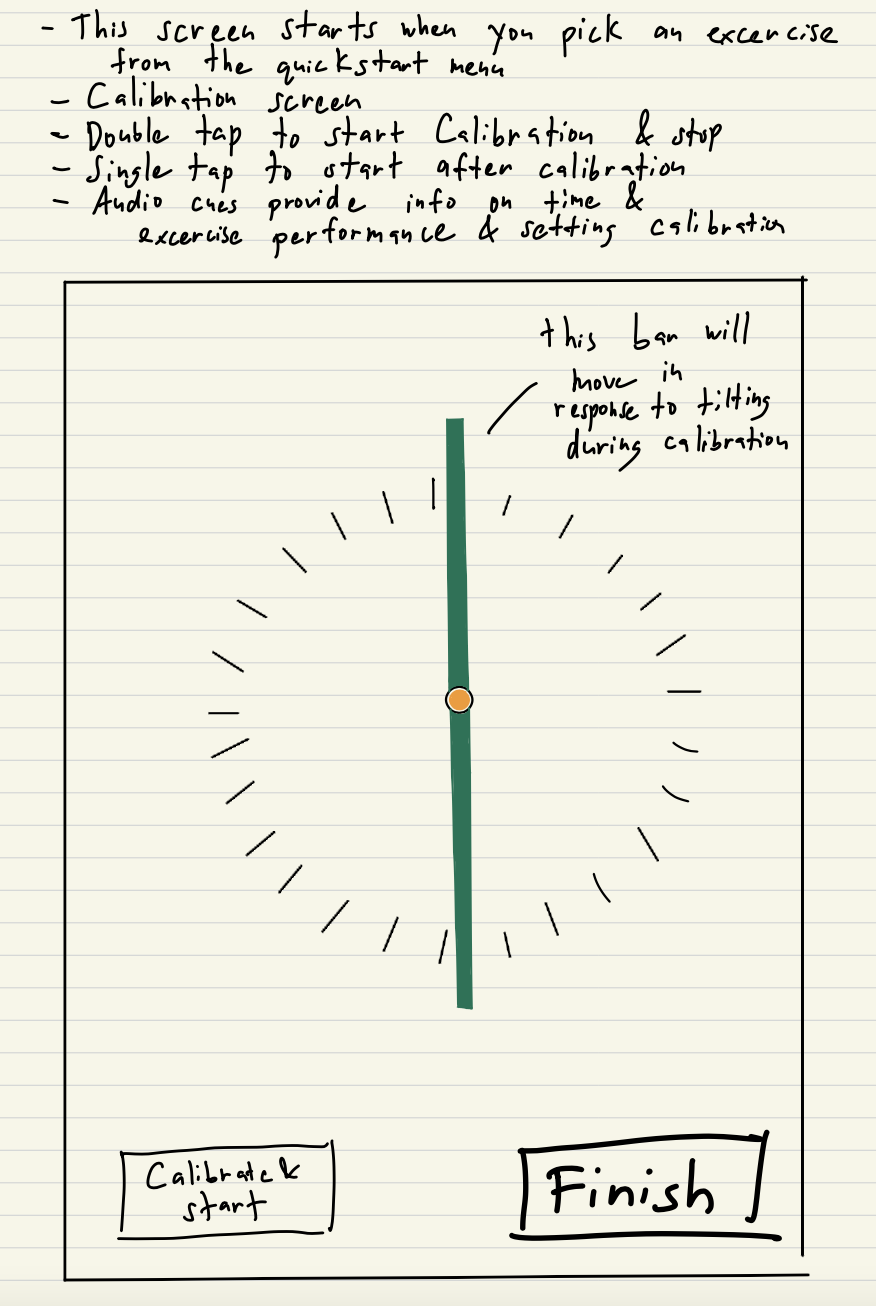 - This screen starts when you pick an excercise
from the quickstart menu
- Calibration screen
- Double tap to start Calibration & stop
- Single tap to start after calibration
- Audio cues provide info on time &
excercise performance & setting calibration
this bar will
move in
response to tilting
during calibration
Calibrate &
start
Finish